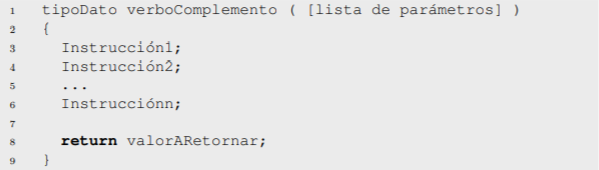 1 tipoDato verboComplemento ( [lista de parámetros] )
2 {
3 Instrucción1;
4 Instrucción2;
5 ...
6 Instrucciónn;
7
8 return valorARetornar;
9 }